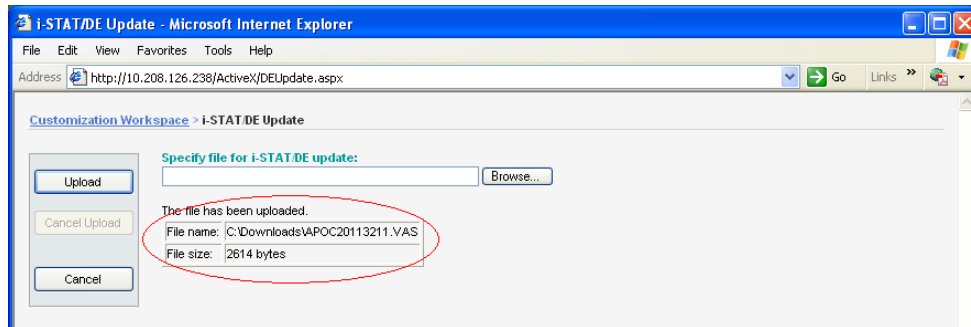 i-STAT/DE Update - Microsoft Internet Explorer
File Edit View Favorites Tools Help
Address http://10.208.126.238/ActiveX/DEUpdate.aspx Go Links »
Customization Workspace > i-STAT/DE Update
Specify file for i-STAT/DE update:
Browse...
Upload
The file has been uploaded.
Cancel Upload
File name: C:\Downloads\APOC20113211.VAS
File size: 2614 bytes
Cancel